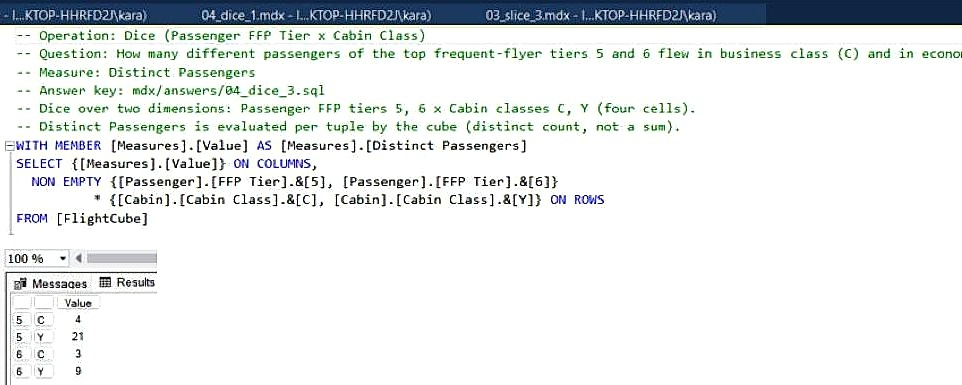 - I...KTOP-HHRFD2J\kara) 04_dice_1.mdx - I...KTOP-HHRFD2J\kara) 03_slice_3.mdx - I...KTOP-HHRFD2J\kara)
-- Operation: Dice (Passenger FFP Tier x Cabin Class)
-- Question: How many different passengers of the top frequent-flyer tiers 5 and 6 flew in business class (C) and in econo
-- Measure: Distinct Passengers
-- Answer key: mdx/answers/04_dice_3.sql
-- Dice over two dimensions: Passenger FFP tiers 5, 6 x Cabin classes C, Y (four cells).
-- Distinct Passengers is evaluated per tuple by the cube (distinct count, not a sum).
WITH MEMBER [Measures].[Value] AS [Measures].[Distinct Passengers]
SELECT {[Measures].[Value]} ON COLUMNS,
NON EMPTY {[Passenger].[FFP Tier].&[5], [Passenger].[FFP Tier].&[6]}
* {[Cabin].[Cabin Class].&[C], [Cabin].[Cabin Class].&[Y]} ON ROWS
FROM [FlightCube]
100 %
Messages Results
Value
5 C 4
5 Y 21
6 C 3
6 Y 9